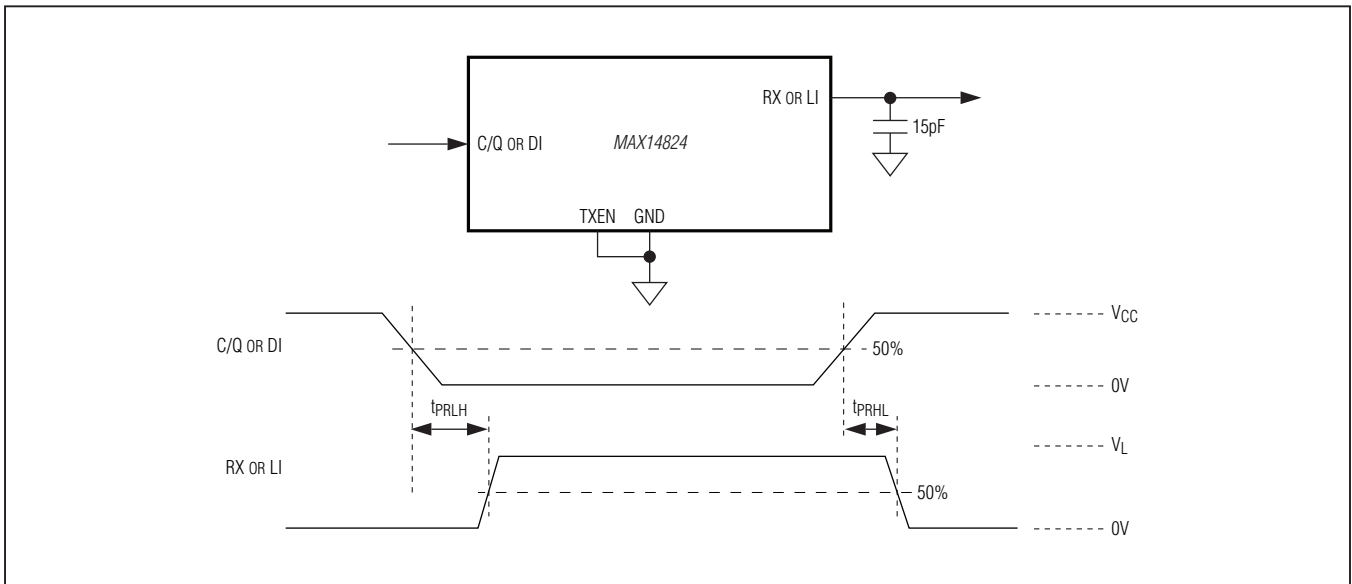 RX OR LI
15pF
C/Q OR DI
MAX14824
TXEN GND
VCC
C/Q OR DI
50%
0V
tPRLH
tPRHL
VL
RX OR LI
50%
0V